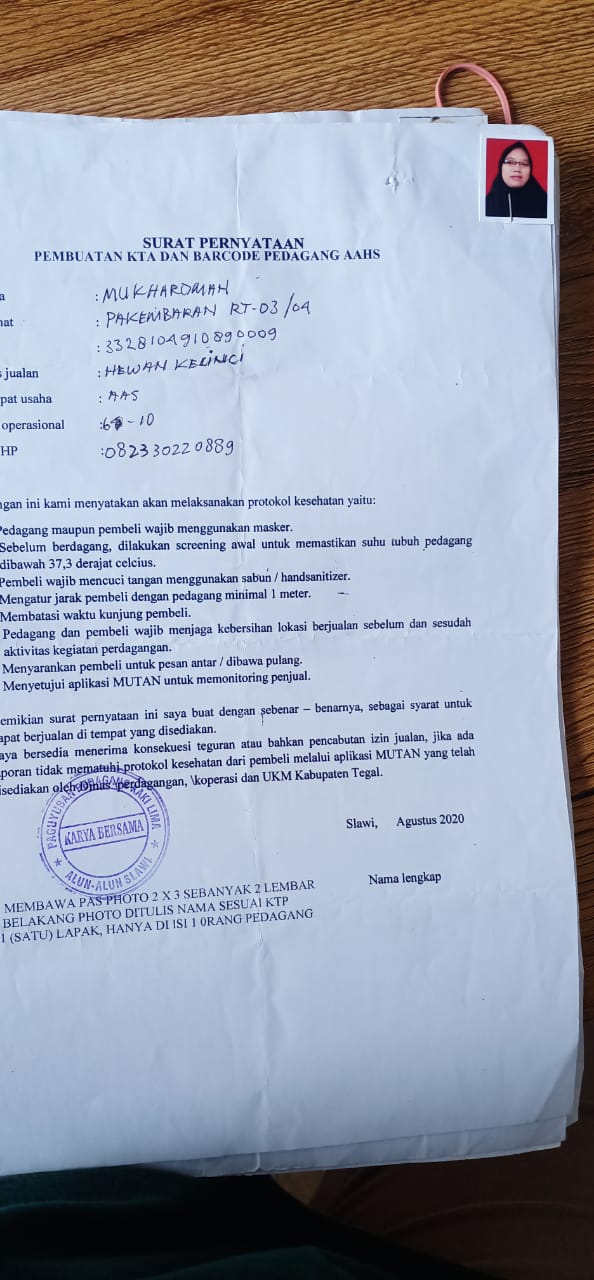 SURAT PERNYATAAN
PEMBUATAN KTA DAN BARCODE PEDAGANG AAHS
a : MUKHAROMAH
nat : PAKEMBARAN RT-03/04
: 3328104910890009
s jualan : HEWAN KELINCI
pat usaha : AAS
operasional : - 10
HP : 082330220889
ngan ini kami menyatakan akan melaksanakan protokol kesehatan yaitu:
Pedagang maupun pembeli wajib menggunakan masker.
Sebelum berdagang, dilakukan screening awal untuk memastikan suhu tubuh pedagang
dibawah 37,3 derajat celcius.
Pembeli wajib mencuci tangan menggunakan sabun / handsanitizer.
Mengatur jarak pembeli dengan pedagang minimal 1 meter.
Membatasi waktu kunjung pembeli.
Pedagang dan pembeli wajib menjaga kebersihan lokasi berjualan sebelum dan sesudah
aktivitas kegiatan perdagangan.
Menyarankan pembeli untuk pesan antar / dibawa pulang.
Menyetujui aplikasi MUTAN untuk memonitoring penjual.
emikian surat pernyataan ini saya buat dengan sebenar – benarnya, sebagai syarat untuk
apat berjualan di tempat yang disediakan.
aya bersedia menerima konsekuesi teguran atau bahkan pencabutan izin jualan, jika ada
poran tidak mematuhi protokol kesehatan dari pembeli melalui aplikasi MUTAN yang telah
isediakan oleh Dinas \perdagangan, \koperasi dan UKM Kabupaten Tegal.
PAGUYUBAN PEDAGANG KAKI LIMA
KARYA BERSAMA
ALUN-ALUN SLAWI
Slawi, Agustus 2020
Nama lengkap
MEMBAWA PAS PHOTO 2 X 3 SEBANYAK 2 LEMBAR
BELAKANG PHOTO DITULIS NAMA SESUAI KTP
1 (SATU) LAPAK, HANYA DI ISI 1 0RANG PEDAGANG